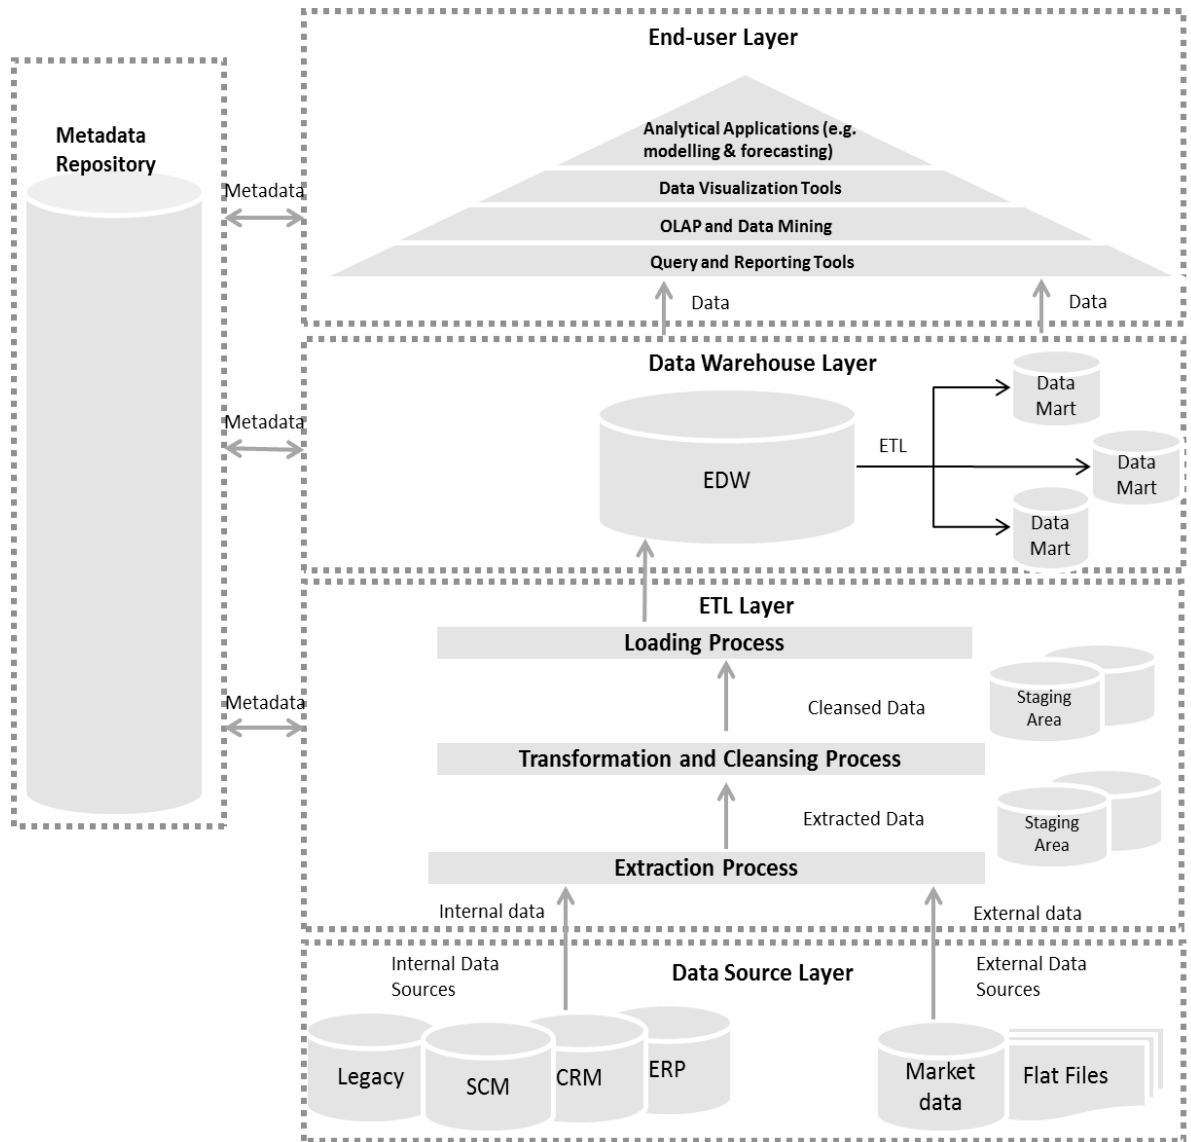 End-user Layer
Metadata
Repository
Analytical Applications (e.g.
modelling & forecasting)
Metadata
Data Visualization Tools
OLAP and Data Mining
Query and Reporting Tools
Data
Data
Data Warehouse Layer
Data
Mart
Metadata
ETL
EDW
Data
Mart
Data
Mart
ETL Layer
Loading Process
Metadata
Cleansed Data
Staging
Area
Transformation and Cleansing Process
Extracted Data
Staging
Area
Extraction Process
Internal data
External data
Internal Data
Sources
Data Source Layer
External Data
Sources
Legacy
SCM
CRM
ERP
Market
data
Flat Files